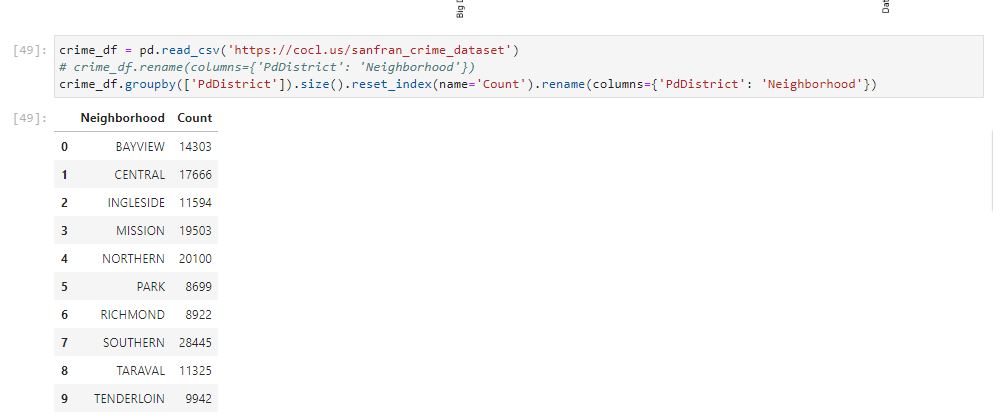 Big D
Dat
[49]: crime_df = pd.read_csv('https://cocl.us/sanfran_crime_dataset')
# crime_df.rename(columns={'PdDistrict': 'Neighborhood'})
crime_df.groupby(['PdDistrict']).size().reset_index(name='Count').rename(columns={'PdDistrict': 'Neighborhood'})
[49]: Neighborhood Count
0 BAYVIEW 14303
1 CENTRAL 17666
2 INGLESIDE 11594
3 MISSION 19503
4 NORTHERN 20100
5 PARK 8699
6 RICHMOND 8922
7 SOUTHERN 28445
8 TARAVAL 11325
9 TENDERLOIN 9942